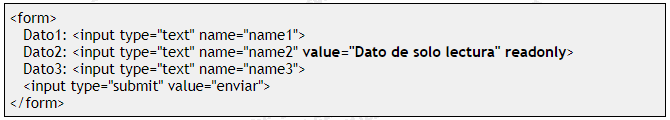 <form>
Dato1: <input type="text" name="name1">
Dato2: <input type="text" name="name2" value="Dato de solo lectura" readonly>
Dato3: <input type="text" name="name3">
<input type="submit" value="enviar">
</form>